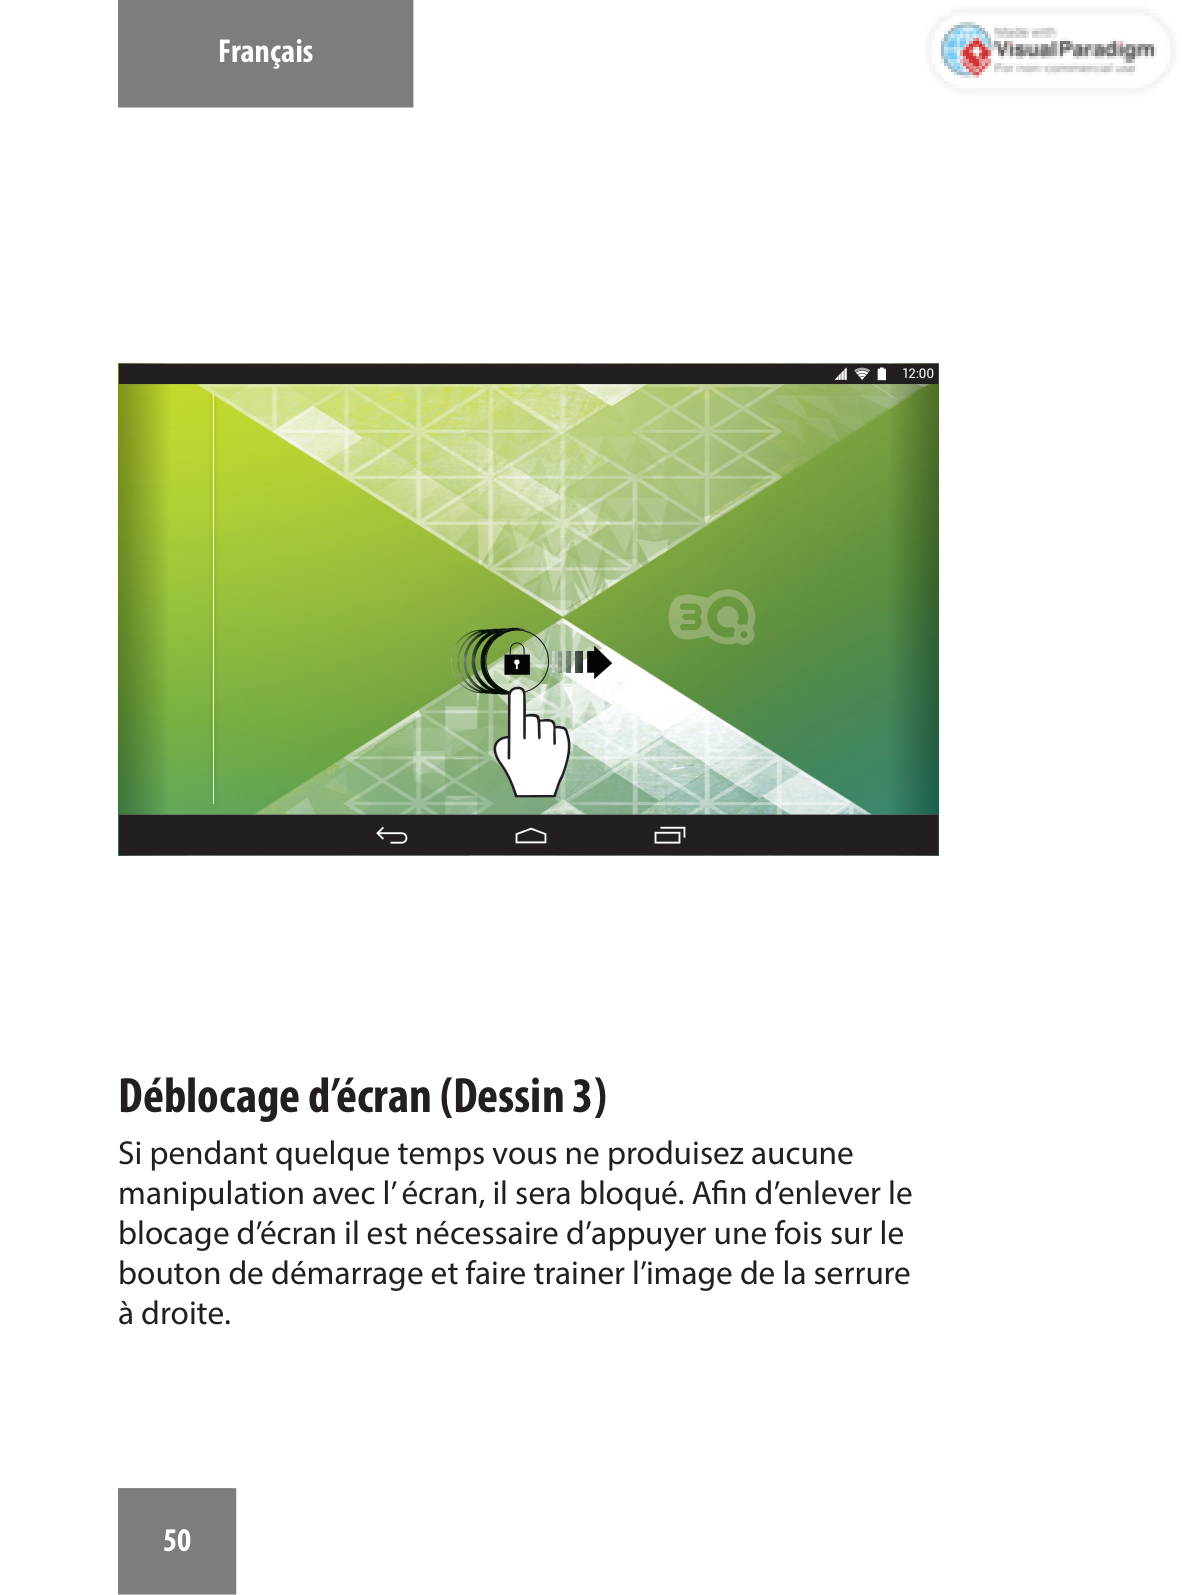 Français
Made with
Visual Paradigm
For non-commercial use
12:00
3Q
Déblocage d’écran (Dessin 3)
Si pendant quelque temps vous ne produisez aucune
manipulation avec l’ écran, il sera bloqué. Afin d’enlever le
blocage d’écran il est nécessaire d’appuyer une fois sur le
bouton de démarrage et faire trainer l’image de la serrure
à droite.
50